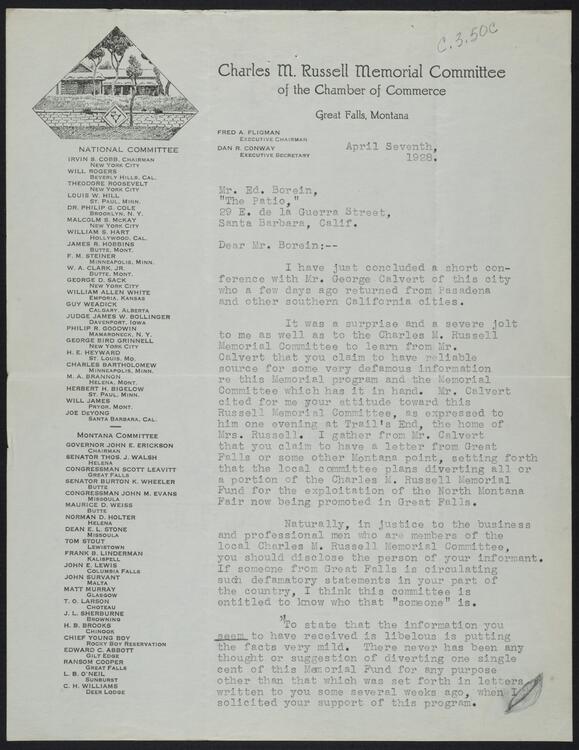 C.3.50C
Charles M. Russell Memorial Committee
of the Chamber of Commerce
Great Falls, Montana
FRED A. FLIGMAN
EXECUTIVE CHAIRMAN
DAN R. CONWAY
EXECUTIVE SECRETARY
April Seventh,
1928.
NATIONAL COMMITTEE
IRVIN S. COBB, CHAIRMAN
NEW YORK CITY
WILL ROGERS
BEVERLY HILLS, CAL.
THEODORE ROOSEVELT
NEW YORK CITY
LOUIS W. HILL
ST. PAUL, MINN.
DR. PHILIP G. COLE
BROOKLYN, N. Y.
MALCOLM S. MCKAY
NEW YORK CITY
WILLIAM S. HART
HOLLYWOOD, CAL.
JAMES R. HOBBINS
BUTTE, MONT.
F. M. STEINER
MINNEAPOLIS, MINN.
W. A. CLARK, JR.
BUTTE, MONT.
GEORGE D. SACK
NEW YORK CITY
WILLIAM ALLEN WHITE
EMPORIA, KANSAS
GUY WEADICK
CALGARY, ALBERTA
JUDGE JAMES W. BOLLINGER
DAVENPORT, IOWA
PHILIP R. GOODWIN
MAMARONECK, N. Y.
GEORGE BIRD GRINNELL
NEW YORK CITY
H. E. HEYWARD
ST. LOUIS, MO.
CHARLES BARTHOLOMEW
MINNEAPOLIS, MINN.
M. A. BRANNON
HELENA, MONT.
HERBERT H. BIGELOW
ST. PAUL, MINN.
WILL JAMES
PRYOR, MONT.
JOE DEYONG
SANTA BARBARA, CAL.
MONTANA COMMITTEE
GOVERNOR JOHN E. ERICKSON
CHAIRMAN
SENATOR THOS. J. WALSH
HELENA
CONGRESSMAN SCOTT LEAVITT
GREAT FALLS
SENATOR BURTON K. WHEELER
BUTTE
CONGRESSMAN JOHN M. EVANS
MISSOULA
MAURICE D. WEISS
BUTTE
NORMAN D. HOLTER
HELENA
DEAN E. L. STONE
MISSOULA
TOM STOUT
LEWISTOWN
FRANK B. LINDERMAN
KALISPELL
JOHN E. LEWIS
COLUMBIA FALLS
JOHN SURVANT
MALTA
MATT MURRAY
GLASGOW
T. O. LARSON
CHOTEAU
J. L. SHERBURNE
BROWNING
H. B. BROOKS
CHINOOK
CHIEF YOUNG BOY
ROCKY BOY RESERVATION
EDWARD C. ABBOTT
GILT EDGE
RANSOM COOPER
GREAT FALLS
L. B. O'NEIL
SUNBURST
C. H. WILLIAMS
DEER LODGE
Mr. Ed. Borein,
"The Patio,"
29 E. de la Guerra Street,
Santa Barbara, Calif.
Dear Mr. Borein:--
I have just concluded a short con-
ference with Mr. George Calvert of this city
who a few days ago returned from Pasadena
and other southern California cities.
It was a surprise and a severe jolt
to me as well as to the Charles M. Russell
Memorial Committee to learn from Mr.
Calvert that you claim to have reliable
source for some very defamous information
re this Memorial program and the Memorial
Committee which has it in hand. Mr. Calvert
cited for me your attitude toward this
Russell Memorial Committee, as expressed to
him one evening at Trail's End, the home of
Mrs. Russell. I gather from Mr. Calvert
that you claim to have a letter from Great
Falls or some other Montana point, setting forth
that the local committee plans diverting all or
a portion of the Charles M. Russell Memorial
Fund for the exploitation of the North Montana
Fair now being promoted in Great Falls.
Naturally, in justice to the business
and professional men who are members of the
local Charles M. Russell Memorial Committee,
you should disclose the person of your informant.
If someone from Great Falls is circulating
such defamatory statements in your part of
the country, I think this committee is
entitled to know who that "someone" is.
To state that the information you
seem to have received is libelous is putting
the facts very mild. There never has been any
thought or suggestion of diverting one single
cent of this Memorial Fund for any purpose
other than that which was set forth in letters
written to you some several weeks ago, when I
solicited your support of this program.